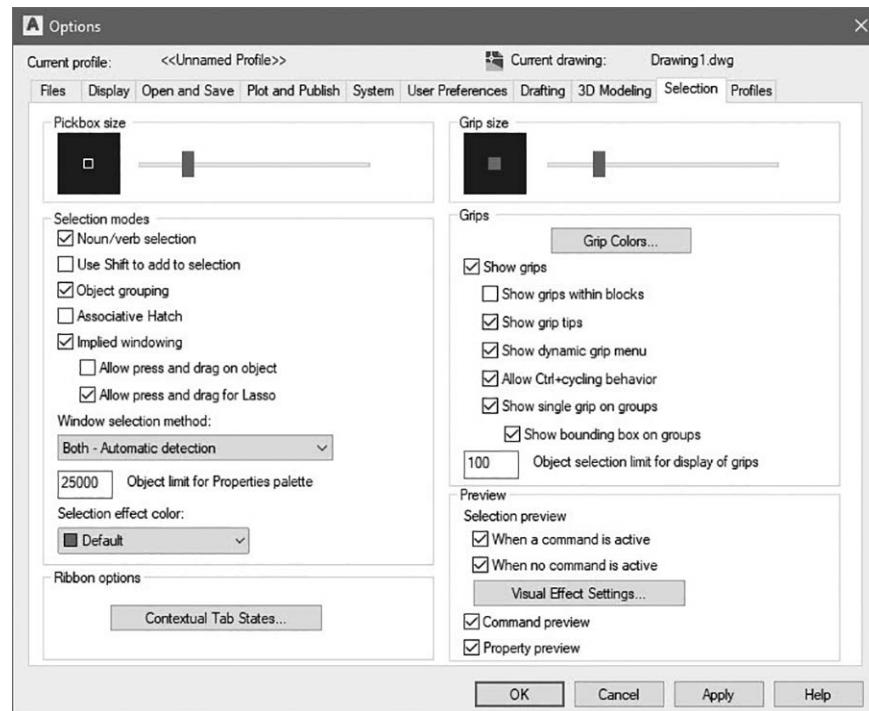 A Options
Current profile: <<Unnamed Profile>> Current drawing: Drawing1.dwg
Files Display Open and Save Plot and Publish System User Preferences Drafting 3D Modeling Selection Profiles
Pickbox size
Selection modes
Noun/verb selection
Use Shift to add to selection
Object grouping
Associative Hatch
Implied windowing
Allow press and drag on object
Allow press and drag for Lasso
Window selection method:
Both - Automatic detection
25000 Object limit for Properties palette
Selection effect color:
Default
Ribbon options
Contextual Tab States...
Grip size
Grips
Grip Colors...
Show grips
Show grips within blocks
Show grip tips
Show dynamic grip menu
Allow Ctrl+cycling behavior
Show single grip on groups
Show bounding box on groups
100 Object selection limit for display of grips
Preview
Selection preview
When a command is active
When no command is active
Visual Effect Settings...
Command preview
Property preview
OK Cancel Apply Help